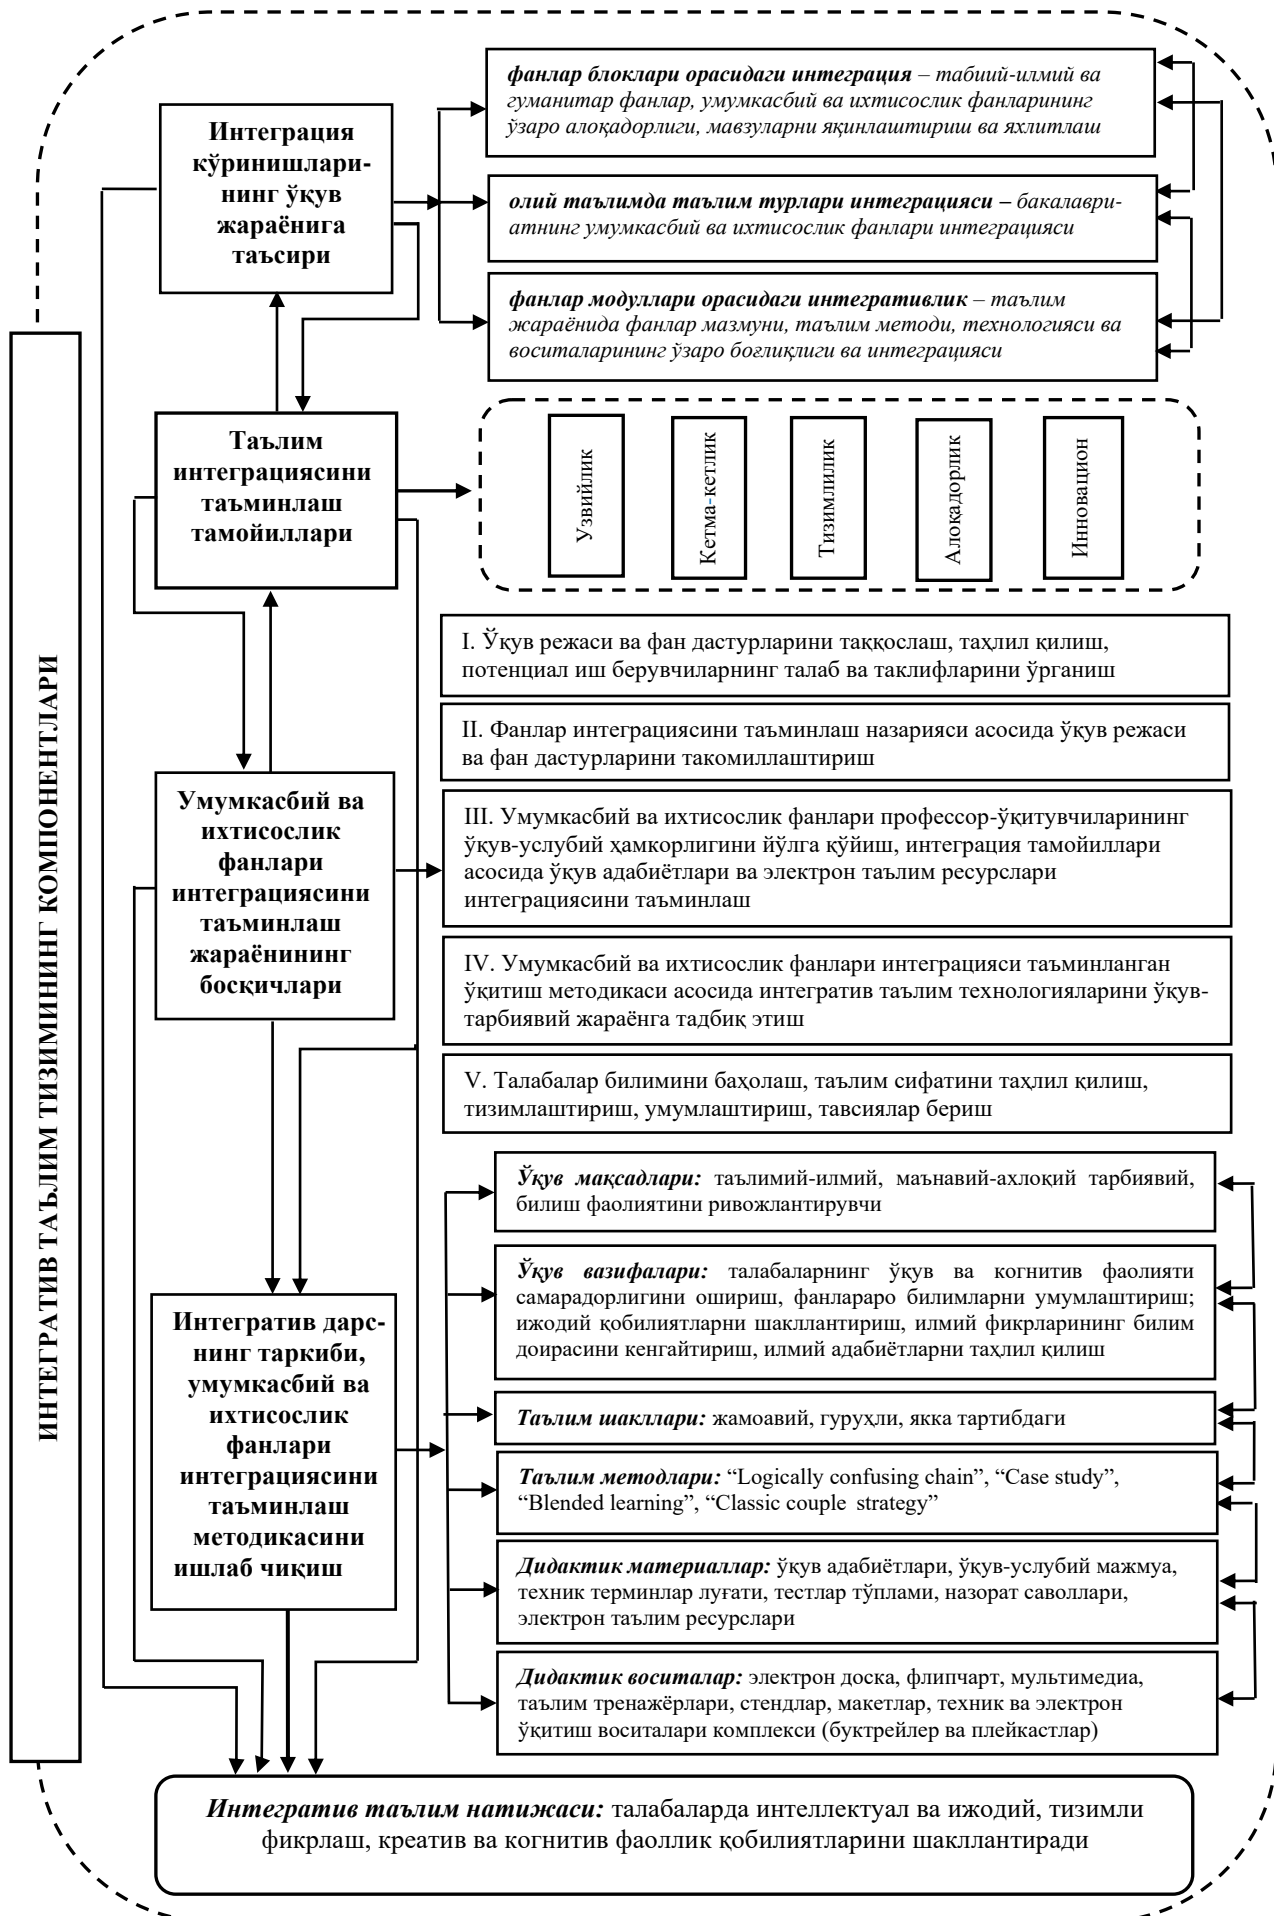 ИНТЕГРАТИВ ТАЪЛИМ ТИЗИМИНИНГ КОМПОНЕНТЛАРИ
Интеграция
кўринишлари-
нинг ўқув
жараёнига
таъсири
фанлар блоклари орасидаги интеграция – табиий-илмий ва
гуманитар фанлар, умумкасбий ва ихтисослик фанларининг
ўзаро алоқадорлиги, мавзуларни яқинлаштириш ва яхлитлаш
олий таълимда таълим турлари интеграцияси – бакалаври-
атнинг умумкасбий ва ихтисослик фанлари интеграцияси
фанлар модуллари орасидаги интегративлик – таълим
жараёнида фанлар мазмуни, таълим методи, технологияси ва
воситаларининг ўзаро боғлиқлиги ва интеграцияси
Таълим
интеграциясини
таъминлаш
тамойиллари
Узвийлик
Кетма-кетлик
Тизимлилик
Алоқадорлик
Инновацион
Умумкасбий ва
ихтисослик
фанлари
интеграциясини
таъминлаш
жараёнининг
босқичлари
I. Ўқув режаси ва фан дастурларини таққослаш, таҳлил қилиш,
потенциал иш берувчиларнинг талаб ва таклифларини ўрганиш
II. Фанлар интеграциясини таъминлаш назарияси асосида ўқув режаси
ва фан дастурларини такомиллаштириш
III. Умумкасбий ва ихтисослик фанлари профессор-ўқитувчиларининг
ўқув-услубий ҳамкорлигини йўлга қўйиш, интеграция тамойиллари
асосида ўқув адабиётлари ва электрон таълим ресурслари
интеграциясини таъминлаш
IV. Умумкасбий ва ихтисослик фанлари интеграцияси таъминланган
ўқитиш методикаси асосида интегратив таълим технологияларини ўқув-
тарбиявий жараёнга тадбиқ этиш
V. Талабалар билимини баҳолаш, таълим сифатини таҳлил қилиш,
тизимлаштириш, умумлаштириш, тавсиялар бериш
Интегратив дарс-
нинг таркиби,
умумкасбий ва
ихтисослик
фанлари
интеграциясини
таъминлаш
методикасини
ишлаб чиқиш
Ўқув мақсадлари: таълимий-илмий, маънавий-ахлоқий тарбиявий,
билиш фаолиятини ривожлантирувчи
Ўқув вазифалари: талабаларнинг ўқув ва когнитив фаолияти
самарадорлигини ошириш, фанлараро билимларни умумлаштириш;
ижодий қобилиятларни шакллантириш, илмий фикрларининг билим
доирасини кенгайтириш, илмий адабиётларни таҳлил қилиш
Таълим шакллари: жамоавий, гуруҳли, якка тартибдаги
Таълим методлари: “Logically confusing chain”, “Case study”,
“Blended learning”, “Classic couple strategy”
Дидактик материаллар: ўқув адабиётлари, ўқув-услубий мажмуа,
техник терминлар луғати, тестлар тўплами, назорат саволлари,
электрон таълим ресурслари
Дидактик воситалар: электрон доска, флипчарт, мультимедиа,
таълим тренажёрлари, стендлар, макетлар, техник ва электрон
ўқитиш воситалари комплекси (буктрейлер ва плейкастлар)
Интегратив таълим натижаси: талабаларда интеллектуал ва ижодий, тизимли
фикрлаш, креатив ва когнитив фаоллик қобилиятларини шакллантиради